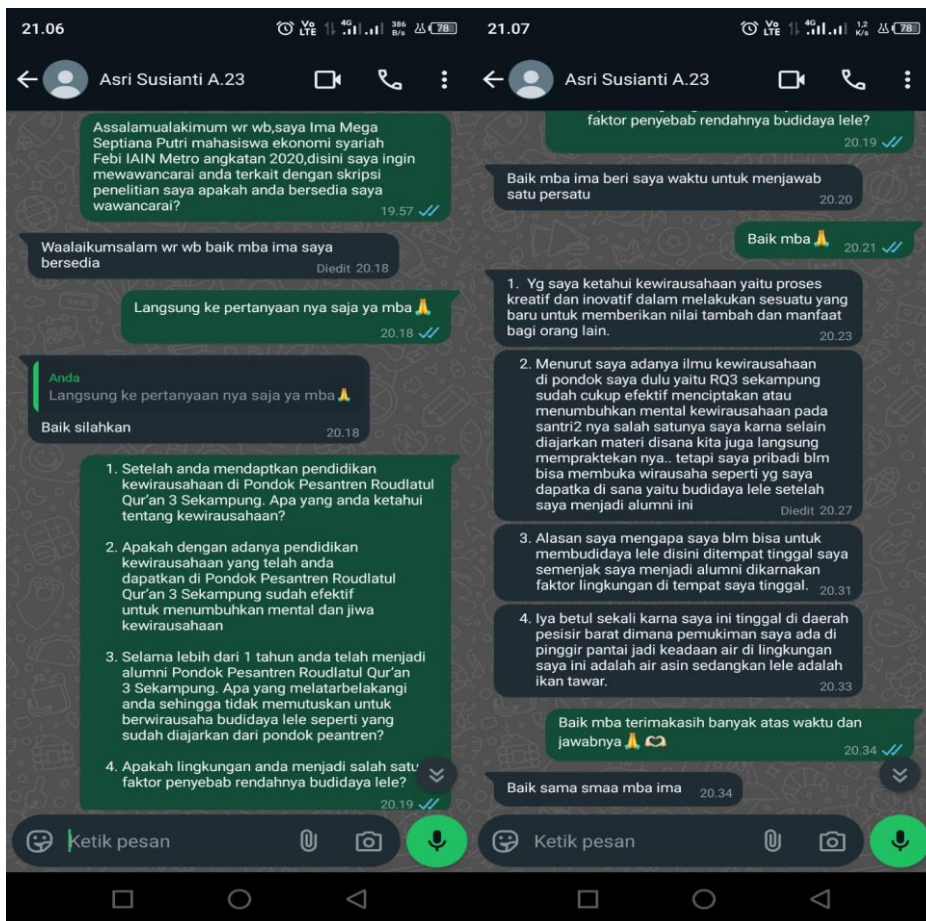 21.06
Vo LTE 4G 386 B/s 78
Asri Susianti A.23
Assalamualakimum wr wb,saya Ima Mega
Septiana Putri mahasiswa ekonomi syariah
Febi IAIN Metro angkatan 2020,disini saya ingin
mewawancarai anda terkait dengan skripsi
penelitian saya apakah anda bersedia saya
wawancarai?
19.57
Waalaikumsalam wr wb baik mba ima saya
bersedia
Diedit 20.18
Langsung ke pertanyaan nya saja ya mba🙏
20.18
Anda
Langsung ke pertanyaan nya saja ya mba🙏
Baik silahkan
20.18
1. Setelah anda mendaptkan pendidikan
kewirausahaan di Pondok Pesantren Roudlatul
Qur'an 3 Sekampung. Apa yang anda ketahui
tentang kewirausahaan?
2. Apakah dengan adanya pendidikan
kewirausahaan yang telah anda
dapatkan di Pondok Pesantren Roudlatul
Qur'an 3 Sekampung sudah efektif
untuk menumbuhkan mental dan jiwa
kewirausahaan
3. Selama lebih dari 1 tahun anda telah menjadi
alumni Pondok Pesantren Roudlatul Qur'an
3 Sekampung. Apa yang melatarbelakangi
anda sehingga tidak memutuskan untuk
berwirausaha budidaya lele seperti yang
sudah diajarkan dari pondok peantren?
4. Apakah lingkungan anda menjadi salah satu
faktor penyebab rendahnya budidaya lele?
20.19
Ketik pesan
21.07
Vo LTE 4G 1,2 K/s 78
Asri Susianti A.23
faktor penyebab rendahnya budidaya lele?
20.19
Baik mba ima beri saya waktu untuk menjawab
satu persatu
20.20
Baik mba🙏
20.21
1. Yg saya ketahui kewirausahaan yaitu proses
kreatif dan inovatif dalam melakukan sesuatu yang
baru untuk memberikan nilai tambah dan manfaat
bagi orang lain.
20.23
2. Menurut saya adanya ilmu kewirausahaan
di pondok saya dulu yaitu RQ3 sekampung
sudah cukup efektif menciptakan atau
menumbuhkan mental kewirausahaan pada
santri2 nya salah satunya saya karna selain
diajarkan materi disana kita juga langsung
mempraktekan nya.. tetapi saya pribadi blm
bisa membuka wirausaha seperti yg saya
dapatka di sana yaitu budidaya lele setelah
saya menjadi alumni ini
Diedit 20.27
3. Alasan saya mengapa saya blm bisa untuk
membudidaya lele disini ditempat tinggal saya
semenjak saya menjadi alumni dikarnakan
faktor lingkungan di tempat saya tinggal.
20.31
4. Iya betul sekali karna saya ini tinggal di daerah
pesisir barat dimana pemukiman saya ada di
pinggir pantai jadi keadaan air di lingkungan
saya ini adalah air asin sedangkan lele adalah
ikan tawar.
20.33
Baik mba terimakasih banyak atas waktu dan
jawabnya🙏🫶
20.34
Baik sama smaa mba ima
20.34
Ketik pesan